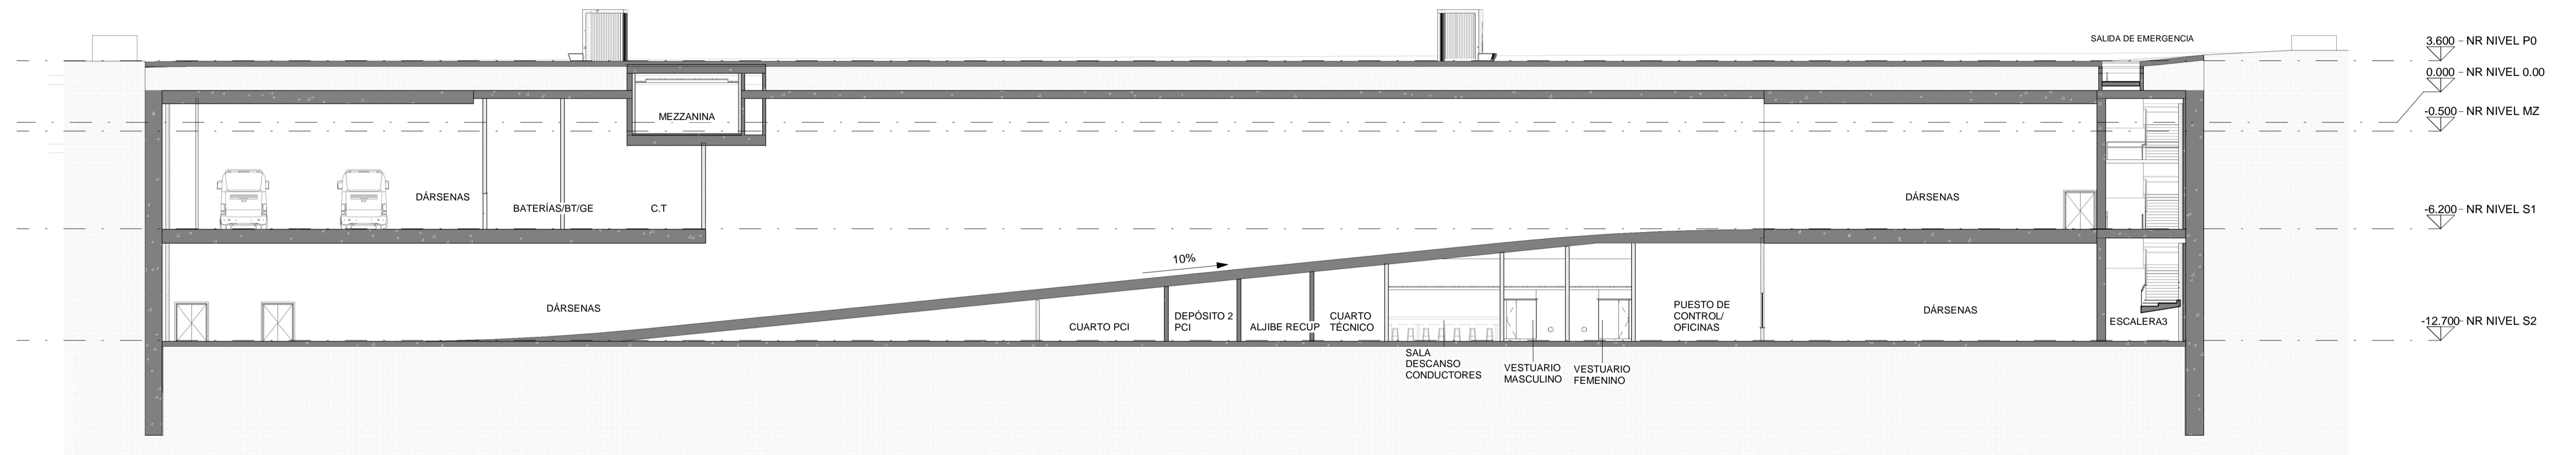 SALIDA DE EMERGENCIA
3.600 - NR NIVEL P0
0.000 - NR NIVEL 0.00
MEZZANINA
-0.500 - NR NIVEL MZ
DÁRSENAS
BATERÍAS/BT/GE
C.T
DÁRSENAS
-6.200 - NR NIVEL S1
10%
DÁRSENAS
CUARTO PCI
DEPÓSITO 2
PCI
ALJIBE RECUP
CUARTO
TÉCNICO
SALA
DESCANSO
CONDUCTORES
VESTUARIO
MASCULINO
VESTUARIO
FEMENINO
PUESTO DE
CONTROL/
OFICINAS
DÁRSENAS
ESCALERA3
-12.700 - NR NIVEL S2